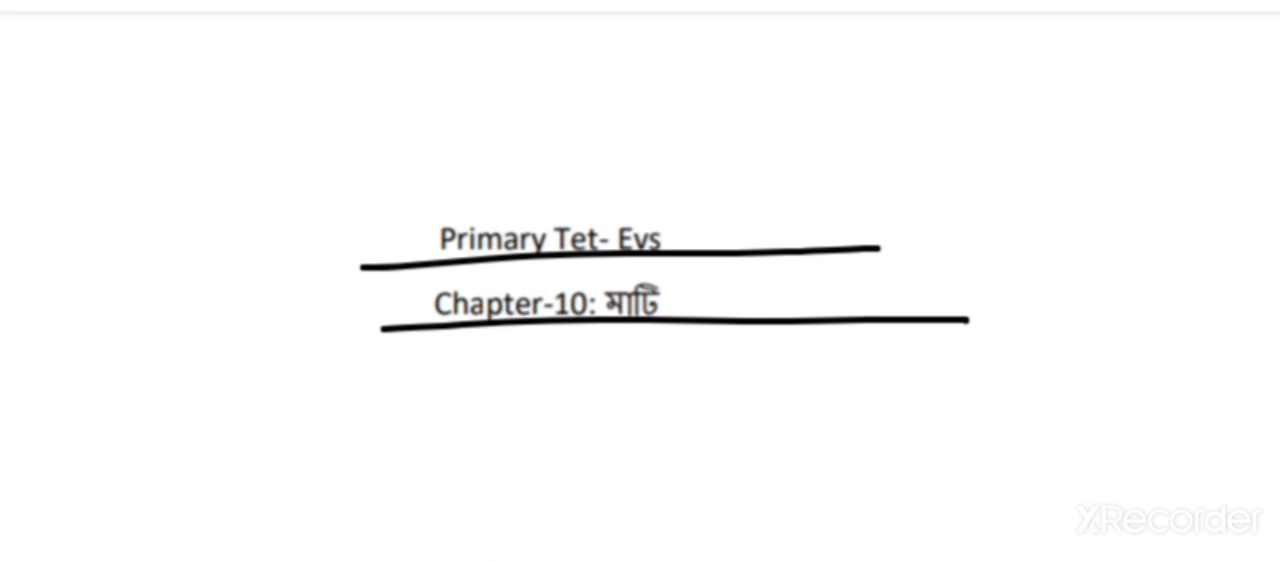 Primary Tet- Evs
Chapter-10: মাটি
XRecorder